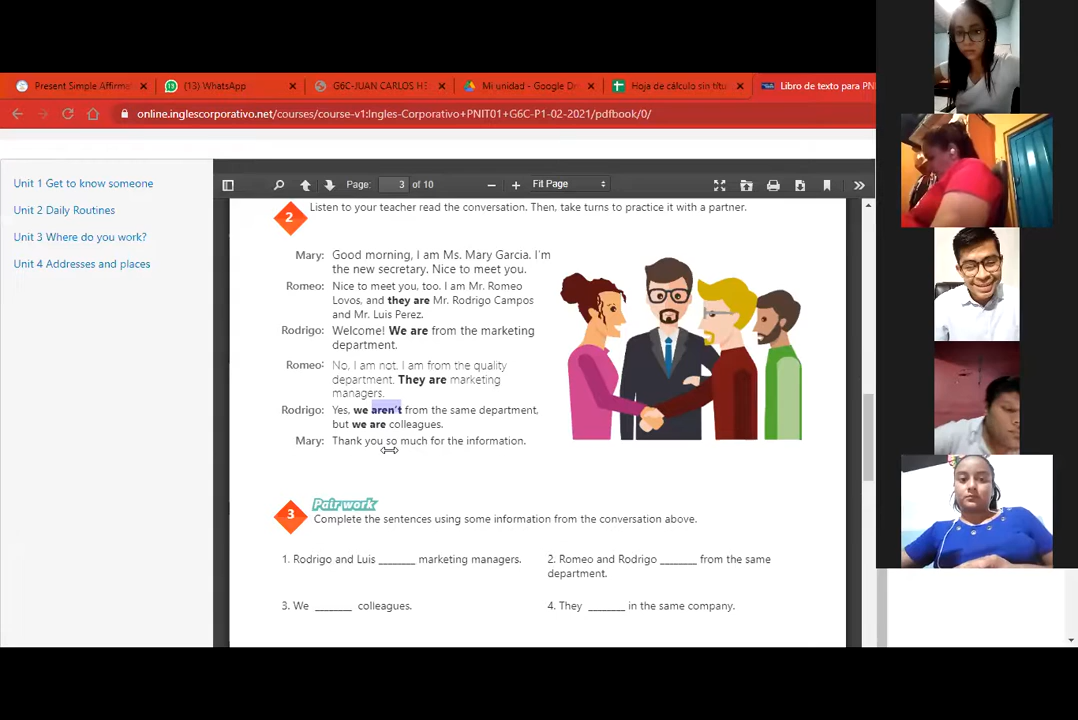 Present Simple Affirma
(13) WhatsApp
G6C-JUAN CARLOS HE
Mi unidad - Google Dr
Hoja de cálculo sin títu
Libro de texto para PNI
online.inglescorporativo.net/courses/course-v1:Ingles-Corporativo+PNIT01+G6C-P1-02-2021/pdfbook/0/
Unit 1 Get to know someone
Unit 2 Daily Routines
Unit 3 Where do you work?
Unit 4 Addresses and places
Page: 3 of 10
Fit Page
2 Listen to your teacher read the conversation. Then, take turns to practice it with a partner.
Mary: Good morning, I am Ms. Mary Garcia. I'm
the new secretary. Nice to meet you.
Romeo: Nice to meet you, too. I am Mr. Romeo
Lovos, and they are Mr. Rodrigo Campos
and Mr. Luis Perez.
Rodrigo: Welcome! We are from the marketing
department.
Romeo: No, I am not. I am from the quality
department. They are marketing
managers.
Rodrigo: Yes, we aren't from the same department,
but we are colleagues.
Mary: Thank you so much for the information.
Pair work
3 Complete the sentences using some information from the conversation above.
1. Rodrigo and Luis ________ marketing managers.
2. Romeo and Rodrigo ________ from the same
department.
3. We ________ colleagues.
4. They ________ in the same company.